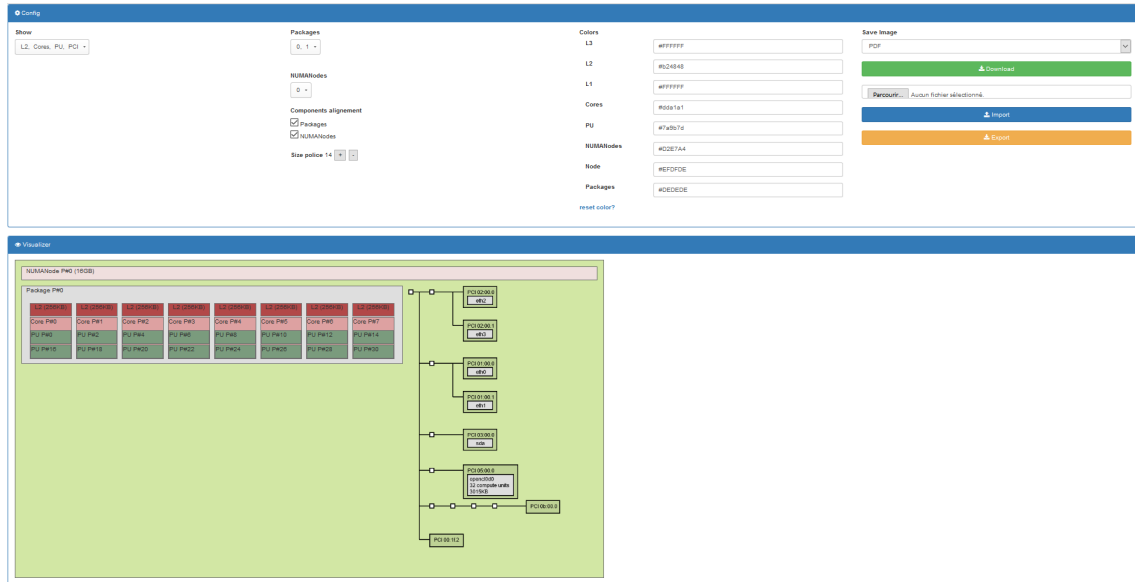 Config
Show
L2, Cores, PU, PCI
Packages
0, 1
NUMANodes
0
Components alignement
Packages
NUMANodes
Size police 14 + -
Colors
L3 #FFFFFF
L2 #b24848
L1 #FFFFFF
Cores #dda1a1
PU #7a9b7d
NUMANodes #D2E7A4
Node #EFDFDE
Packages #DEDEDE
reset color?
Save Image
PDF
Download
Parcourir... Aucun fichier sélectionné.
Import
Export
Visualizer
NUMANode P#0 (16GB)
Package P#0
L2 (256KB) L2 (256KB) L2 (256KB) L2 (256KB) L2 (256KB) L2 (256KB) L2 (256KB) L2 (256KB)
Core P#0 Core P#1 Core P#2 Core P#3 Core P#4 Core P#5 Core P#6 Core P#7
PU P#0 PU P#2 PU P#4 PU P#6 PU P#8 PU P#10 PU P#12 PU P#14
PU P#16 PU P#18 PU P#20 PU P#22 PU P#24 PU P#26 PU P#28 PU P#30
PCI 02:00.0
eth2
PCI 02:00.1
eth3
PCI 01:00.0
eth0
PCI 01:00.1
eth1
PCI 03:00.0
sda
PCI 05:00.0
opencl0d0
32 compute units
3015KB
PCI 0b:00.0
PCI 00:1f.2